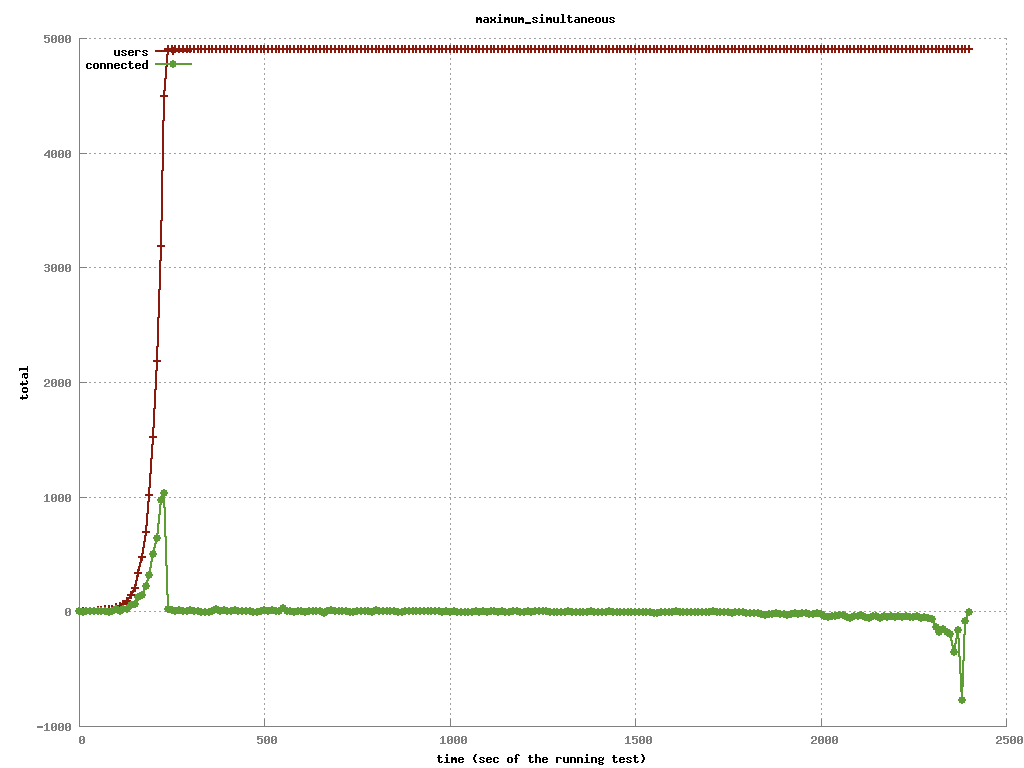 maximum_simultaneous
5000
users
connected
4000
3000
total
2000
1000
0
-1000
0 500 1000 1500 2000 2500
time (sec of the running test)